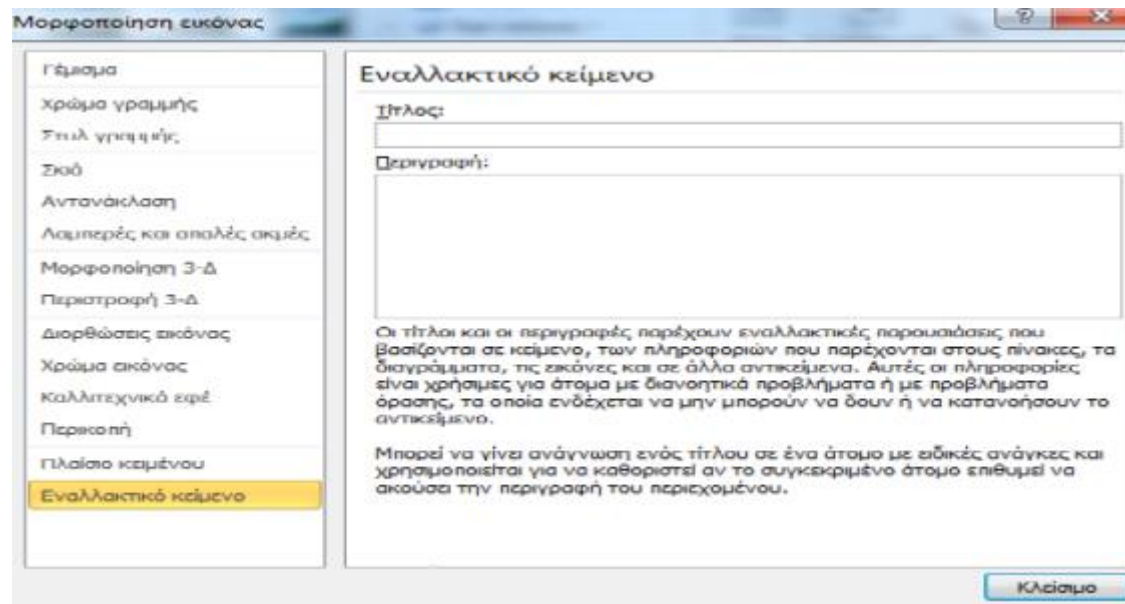 Μορφοποίηση εικόνας
Γέμισμα
Χρώμα γραμμής
Στυλ γραμμής
Σκιά
Αντανάκλαση
Λαμπερές και απαλές ακμές
Μορφοποίηση 3-Δ
Περιστροφή 3-Δ
Διορθώσεις εικόνας
Χρώμα εικόνας
Καλλιτεχνικά εφέ
Περικοπή
Πλαίσιο κειμένου
Εναλλακτικό κείμενο
Εναλλακτικό κείμενο
Τίτλος:
Περιγραφή:
Οι τίτλοι και οι περιγραφές παρέχουν εναλλακτικές παρουσιάσεις που
βασίζονται σε κείμενο, των πληροφοριών που παρέχονται στους πίνακες, τα
διαγράμματα, τις εικόνες και σε άλλα αντικείμενα. Αυτές οι πληροφορίες
είναι χρήσιμες για άτομα με διανοητικά προβλήματα ή με προβλήματα
όρασης, τα οποία ενδέχεται να μην μπορούν να δουν ή να κατανοήσουν το
αντικείμενο.
Μπορεί να γίνει ανάγνωση ενός τίτλου σε ένα άτομο με ειδικές ανάγκες και
χρησιμοποιείται για να καθοριστεί αν το συγκεκριμένο άτομο επιθυμεί να
ακούσει την περιγραφή του περιεχομένου.
Κλείσιμο